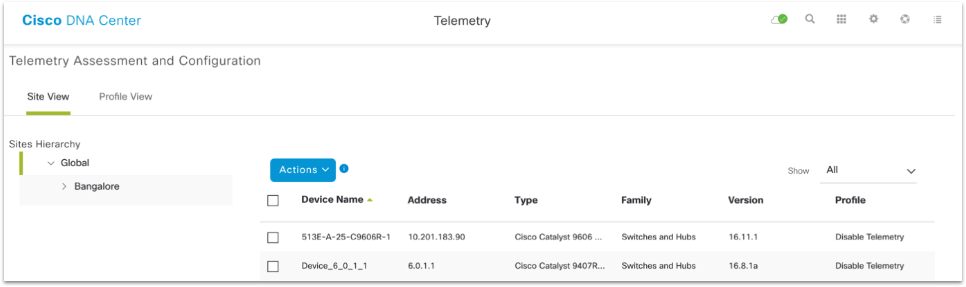 Cisco DNA Center
Telemetry
Telemetry Assessment and Configuration
Site View Profile View
Sites Hierarchy
Global
Bangalore
Actions
Show All
Device Name Address Type Family Version Profile
513E-A-25-C9606R-1 10.201.183.90 Cisco Catalyst 9606 ... Switches and Hubs 16.11.1 Disable Telemetry
Device_6_0_1_1 6.0.1.1 Cisco Catalyst 9407R... Switches and Hubs 16.8.1a Disable Telemetry